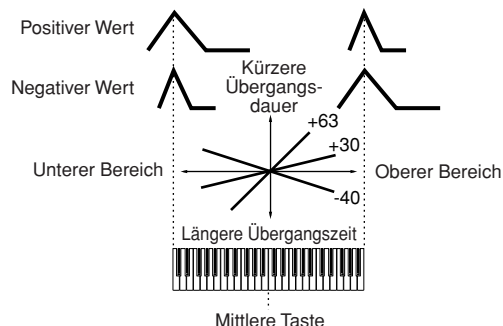 Positiver Wert
Negativer Wert
Kürzere
Übergangs-
dauer
+63
+30
Unterer Bereich
Oberer Bereich
-40
Längere Übergangszeit
Mittlere Taste